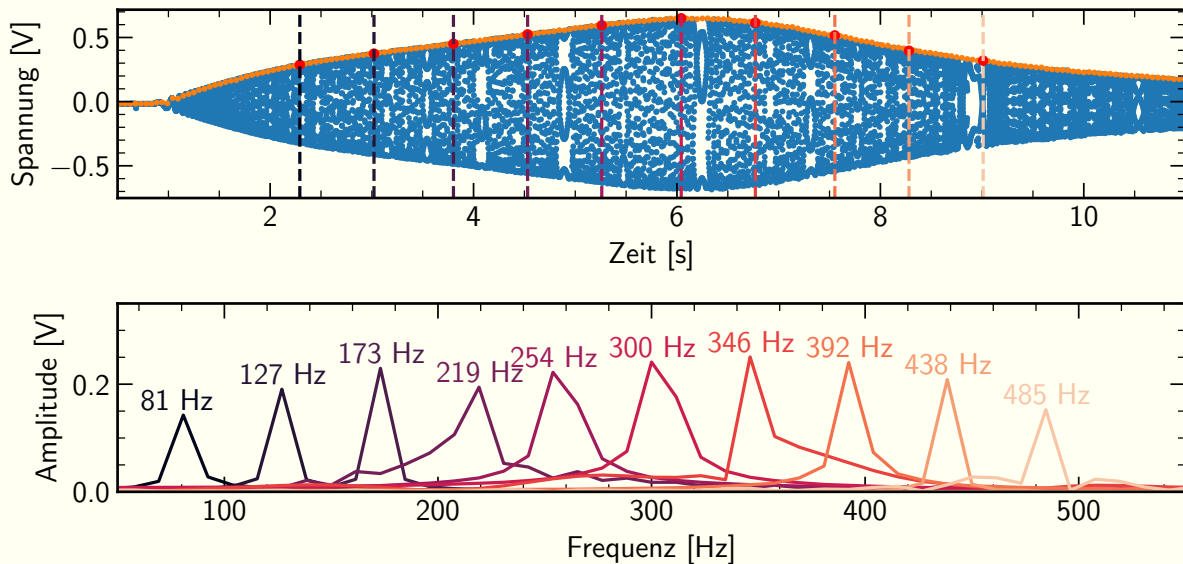 Spannung [V]
0.5
0.0
−0.5
2
4
6
8
10
Zeit [s]
Amplitude [V]
0.2
0.0
81 Hz
127 Hz
173 Hz
219 Hz
254 Hz
300 Hz
346 Hz
392 Hz
438 Hz
485 Hz
100
200
300
400
500
Frequenz [Hz]